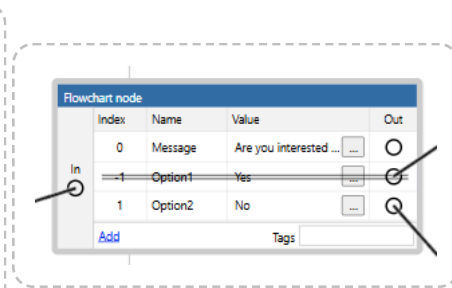 Flowchart node
Index Name Value Out
0 Message Are you interested ... ...
In
-1 Option1 Yes ...
1 Option2 No ...
Add Tags